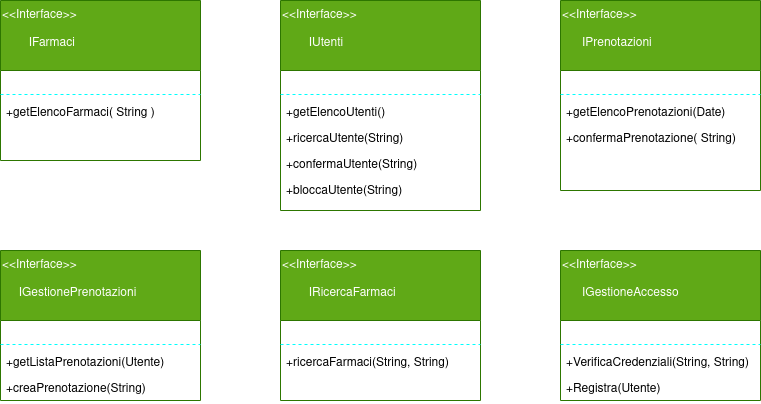 <<Interface>>
IFarmaci
+getElencoFarmaci( String )
<<Interface>>
IUtenti
+getElencoUtenti()
+ricercaUtente(String)
+confermaUtente(String)
+bloccaUtente(String)
<<Interface>>
IPrenotazioni
+getElencoPrenotazioni(Date)
+confermaPrenotazione( String)
<<Interface>>
IGestionePrenotazioni
+getListaPrenotazioni(Utente)
+creaPrenotazione(String)
<<Interface>>
IRicercaFarmaci
+ricercaFarmaci(String, String)
<<Interface>>
IGestioneAccesso
+VerificaCredenziali(String, String)
+Registra(Utente)